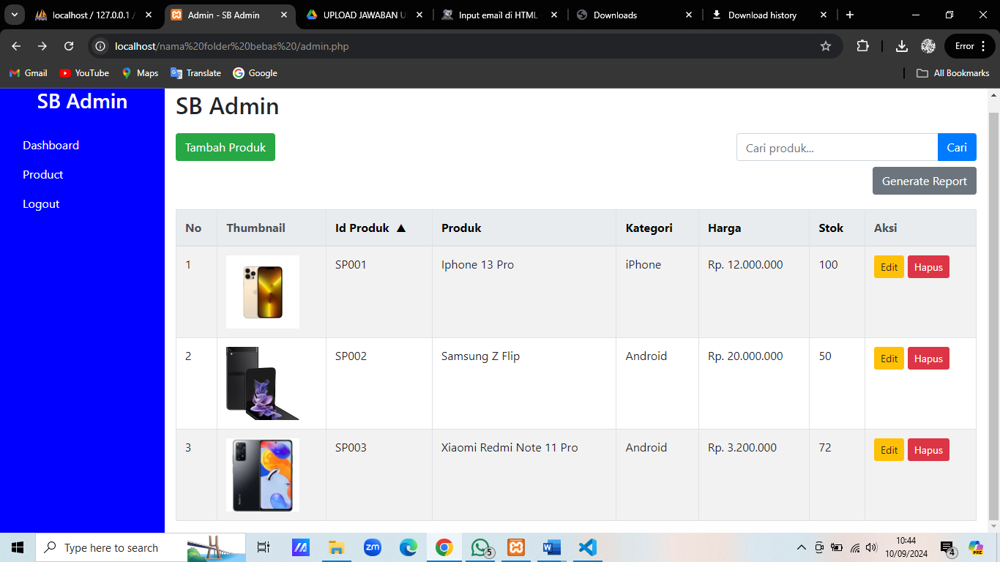 localhost / 127.0.0.1 /
Admin - SB Admin
UPLOAD JAWABAN U
Input email di HTML
Downloads
Download history
localhost/nama%20folder%20bebas%20/admin.php
Error
Gmail
YouTube
Maps
Translate
Google
All Bookmarks
SB Admin
Dashboard
Product
Logout
SB Admin
Tambah Produk
Cari produk...
Cari
Generate Report
No Thumbnail Id Produk ▲ Produk Kategori Harga Stok Aksi
1 SP001 Iphone 13 Pro iPhone Rp. 12.000.000 100 Edit Hapus
2 SP002 Samsung Z Flip Android Rp. 20.000.000 50 Edit Hapus
3 SP003 Xiaomi Redmi Note 11 Pro Android Rp. 3.200.000 72 Edit Hapus
Type here to search
zm
5
10:44
10/09/2024
4
PRE